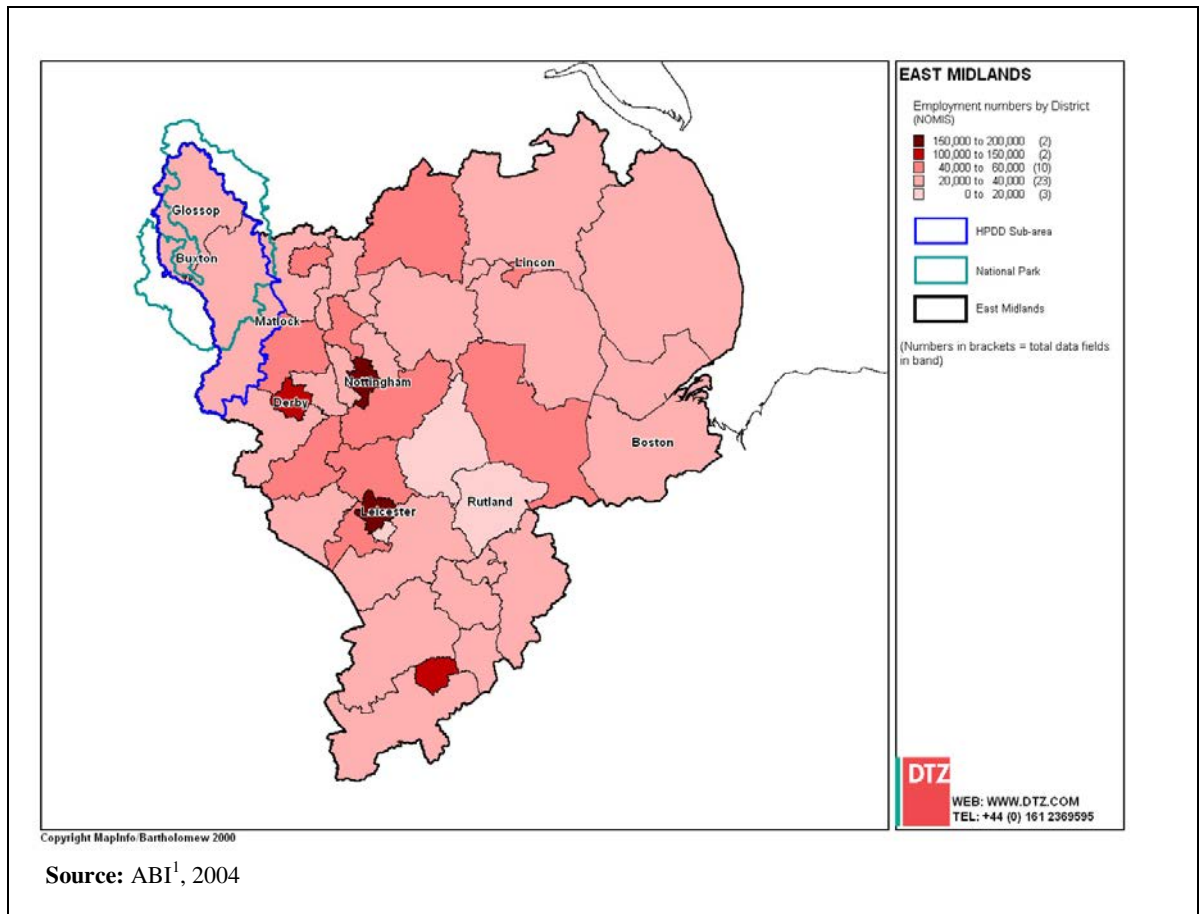 EAST MIDLANDS
Employment numbers by District
(NOMIS)
150,000 to 200,000 (2)
100,000 to 150,000 (2)
40,000 to 60,000 (10)
20,000 to 40,000 (23)
0 to 20,000 (3)
HPDD Sub-area
National Park
East Midlands
(Numbers in brackets = total data fields
in band)
Glossop
Buxton
Lincon
Matlock
Nottingham
Derby
Boston
Rutland
Leicester
DTZ
WEB: WWW.DTZ.COM
TEL: +44 (0) 161 2369595
Copyright MapInfo/Bartholomew 2000
Source: ABI1, 2004